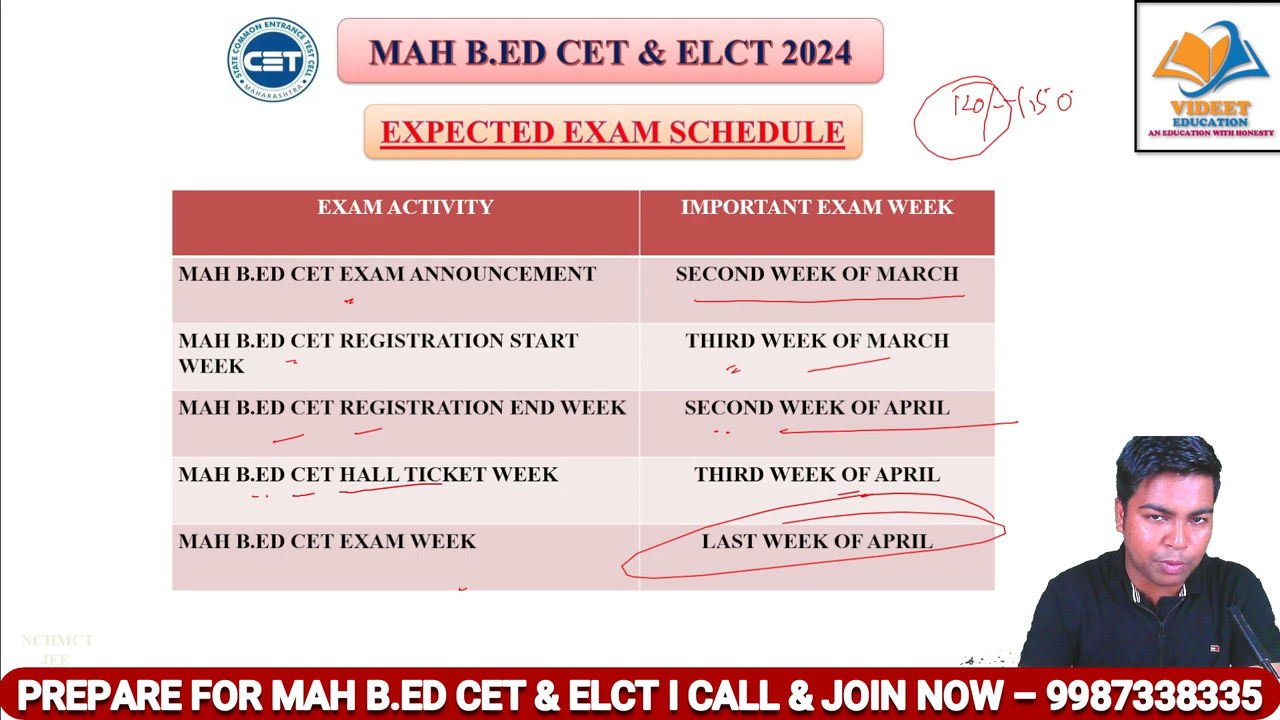 STATE COMMON ENTRANCE TEST CELL
CET
MAHARASHTRA
MAH B.ED CET & ELCT 2024
EXPECTED EXAM SCHEDULE
120/-150
VIDEET
EDUCATION
AN EDUCATION WITH HONESTY
EXAM ACTIVITY IMPORTANT EXAM WEEK
MAH B.ED CET EXAM ANNOUNCEMENT SECOND WEEK OF MARCH
MAH B.ED CET REGISTRATION START THIRD WEEK OF MARCH
WEEK
MAH B.ED CET REGISTRATION END WEEK SECOND WEEK OF APRIL
MAH B.ED CET HALL TICKET WEEK THIRD WEEK OF APRIL
MAH B.ED CET EXAM WEEK LAST WEEK OF APRIL
NCHMCT
JEE
PREPARE FOR MAH B.ED CET & ELCT I CALL & JOIN NOW – 9987338335